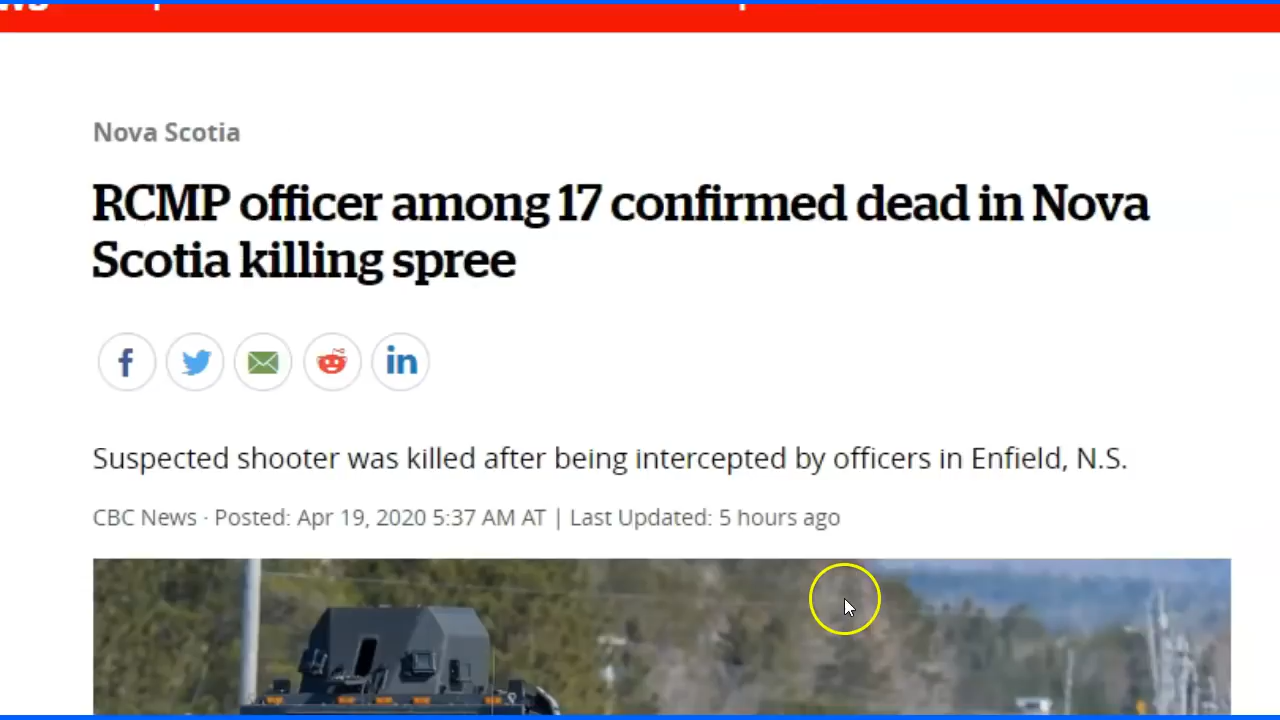 Nova Scotia
RCMP officer among 17 confirmed dead in Nova
Scotia killing spree
Suspected shooter was killed after being intercepted by officers in Enfield, N.S.
CBC News · Posted: Apr 19, 2020 5:37 AM AT | Last Updated: 5 hours ago